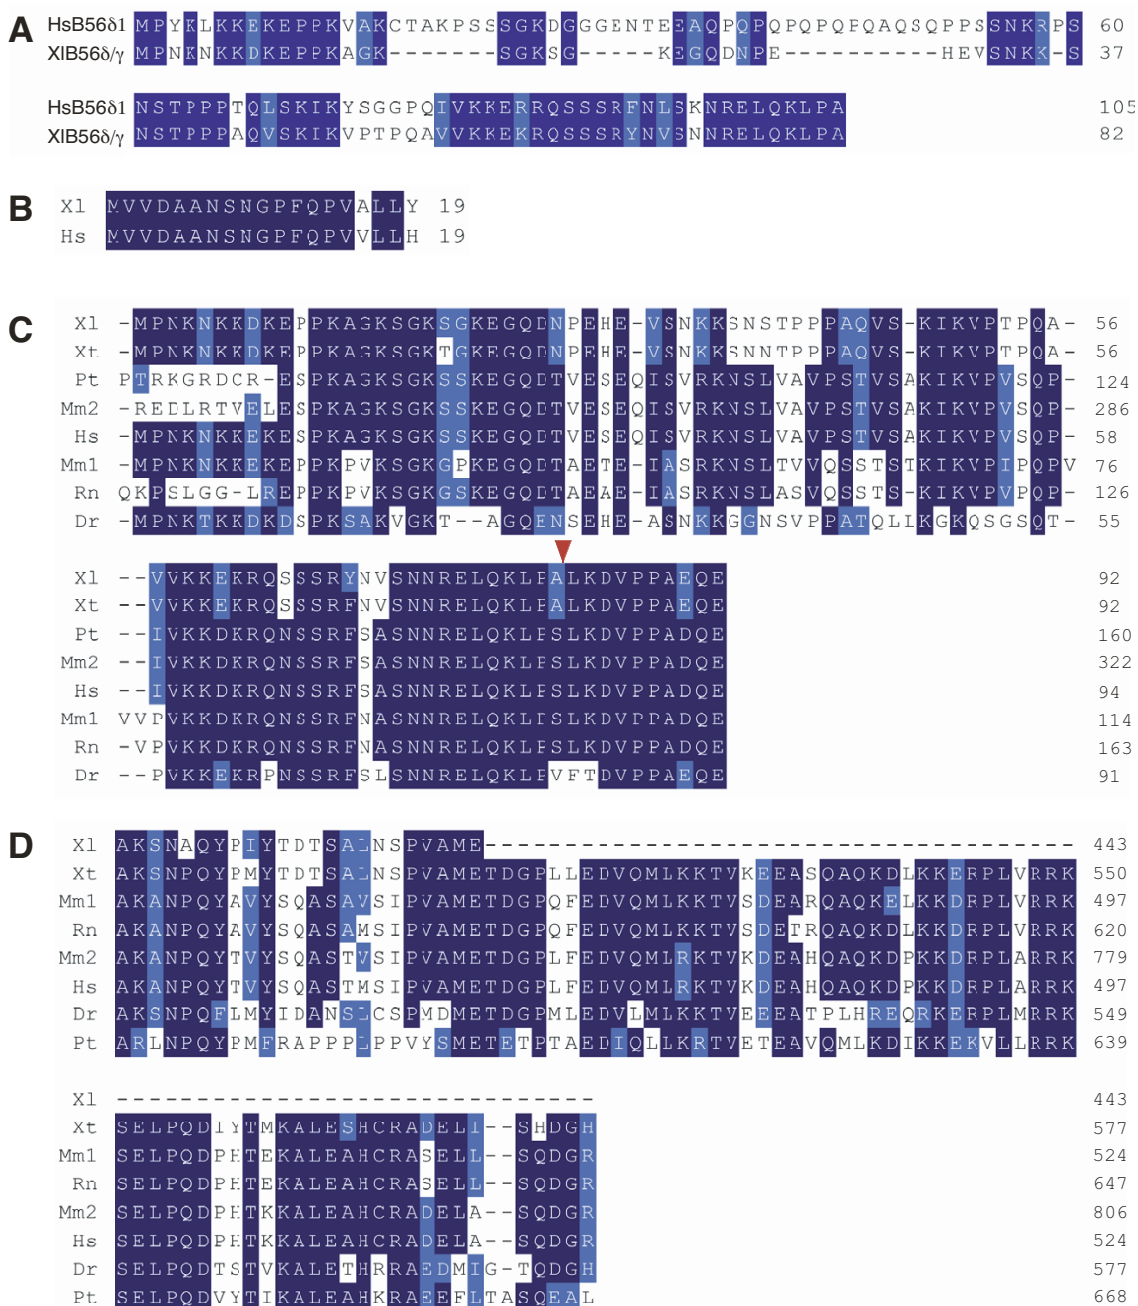 A
HsB56δ1 MPYKLKKEKEPPKVAKCTAKPSSSGKDGGGENTEEAQPQPQPQPQPQAQSQPPSSNKRPS 60
XlB56δ/γ MPNKNKKDKEPPKAGK-------SGKSG-----KEGQDNPE----------HEVSNKK-S 37
HsB56δ1 NSTPPPTQLSKIKYSGGPQIVKKERRQSSSRFNLSKNRELQKLPA 105
XlB56δ/γ NSTPPPAQVSKIKVPTPQAVVKKEKRQSSSRYNVSNNRELQKLPA 82
B
Xl MVVDAANSNGPFQPVALLY 19
Hs MVVDAANSNGPFQPVVLLH 19
C
Xl -MPNKNKKDKEPPKAGKSGKSGKEGQDNPEHE-VSNKKSNSTPPPAQVS-KIKVPTPQA- 56
Xt -MPNKNKKDKEPPKAGKSGKTGKEGQDNPEHE-VSNKKSNNTPPPAQVS-KIKVPTPQA- 56
Pt PTRKGRDCR-ESPKAGKSGKSSKEGQDTVESEQISVRKNSLVAVPSTVSAKIKVPVSQP- 124
Mm2 -REDLRTVELESPKAGKSGKSSKEGQDTVESEQISVRKNSLVAVPSTVSAKIKVPVSQP- 286
Hs -MPNKNKKEKESPKAGKSGKSSKEGQDTVESEQISVRKNSLVAVPSTVSAKIKVPVSQP- 58
Mm1 -MPNKNKKEKEPPKPVKSGKGPKEGQDTAETE-IASRKNSLTVVQSSTSTKIKVPIPQPV 76
Rn QKPSLGG-LREPPKPVKSGKGSKEGQDTAEAE-IASRKNSLASVQSSTS-KIKVPVPQP- 126
Dr -MPNKTKKDKDSPKSAKVGKT--AGQENSEHE-ASNKKGGNSVPPATQLIKGKQSGSQT- 55
Xl --VVKKEKRQSSSRYNVSNNRELQKLPALKDVPPAEQE 92
Xt --VVKKEKRQSSSRFNVSNNRELQKLPALKDVPPAEQE 92
Pt --IVKKDKRQNSSRFSASNNRELQKLPSLKDVPPADQE 160
Mm2 --IVKKDKRQNSSRFSASNNRELQKLPSLKDVPPADQE 322
Hs --IVKKDKRQNSSRFSASNNRELQKLPSLKDVPPADQE 94
Mm1 VVPVKKDKRQNSSRFNASNNRELQKLPSLKDVPPADQE 114
Rn -VPVKKDKRQNSSRFNASNNRELQKLPSLKDVPPADQE 163
Dr --PVKKEKRPNSSRFSLSNNRELQKLPVFTDVPPAEQE 91
D
Xl AKSNAQYPIYTDTSALNSPVAME------------------------------------- 443
Xt AKSNPQYPMYTDTSALNSPVAMETDGPLLEDVQMLKKTVKEEASQAQKDLKKERPLVRRK 550
Mm1 AKANPQYAVYSQASAVSIPVAMETDGPQFEDVQMLKKTVSDEARQAQKELKKDRPLVRRK 497
Rn AKANPQYAVYSQASAMSIPVAMETDGPQFEDVQMLKKTVSDETRQAQKDLKKDRPLVRRK 620
Mm2 AKANPQYTVYSQASTVSIPVAMETDGPLFEDVQMLRKTVKDEAHQAQKDPKKDRPLARRK 779
Hs AKANPQYTVYSQASTMSIPVAMETDGPLFEDVQMLRKTVKDEAHQAQKDPKKDRPLARRK 497
Dr AKSNPQFLMYIDANSLCSPMDMETDGPMLEDVLMLKKTVEEEATPLHREQRKERPLMRRK 549
Pt ARLNPQYPMFRAPPPLPPVYSMETETPTAEDIQLLKRTVETEAVQMLKDIKKEKVLLRRK 639
Xl ------------------------------ 443
Xt SELPQDIYTMKALESHCRADELI--SHDGH 577
Mm1 SELPQDPHTEKALEAHCRASELL--SQDGR 524
Rn SELPQDPHTEKALEAHCRASELL--SQDGR 647
Mm2 SELPQDPHTKKALEAHCRADELA--SQDGR 806
Hs SELPQDPHTKKALEAHCRADELA--SQDGR 524
Dr SELPQDTSTVKALETHRRAEDMIG-TQDGH 577
Pt SELPQDVYTIKALEAHKRAEEFLTASQEAL 668